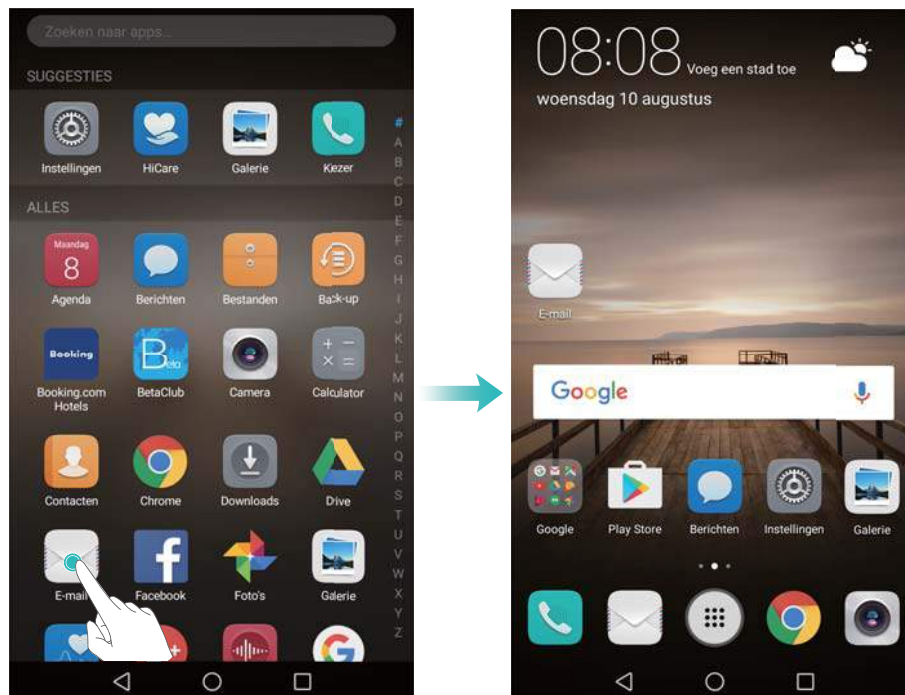 Zoeken naar apps...
SUGGESTIES
Instellingen HiCare Galerie Kiezer
#
A
B
C
D
E
F
G
H
I
J
K
L
M
N
O
P
Q
R
S
T
U
V
W
X
Y
Z
ALLES
Maandag
8
Agenda Berichten Bestanden Back-up
Booking
Beta
Booking.com BetaClub Camera Calculator
Hotels
Contacten Chrome Downloads Drive
E-mail Facebook Foto's Galerie
08:08 Voeg een stad toe
woensdag 10 augustus
E-mail
Google
Google Play Store Berichten Instellingen Galerie